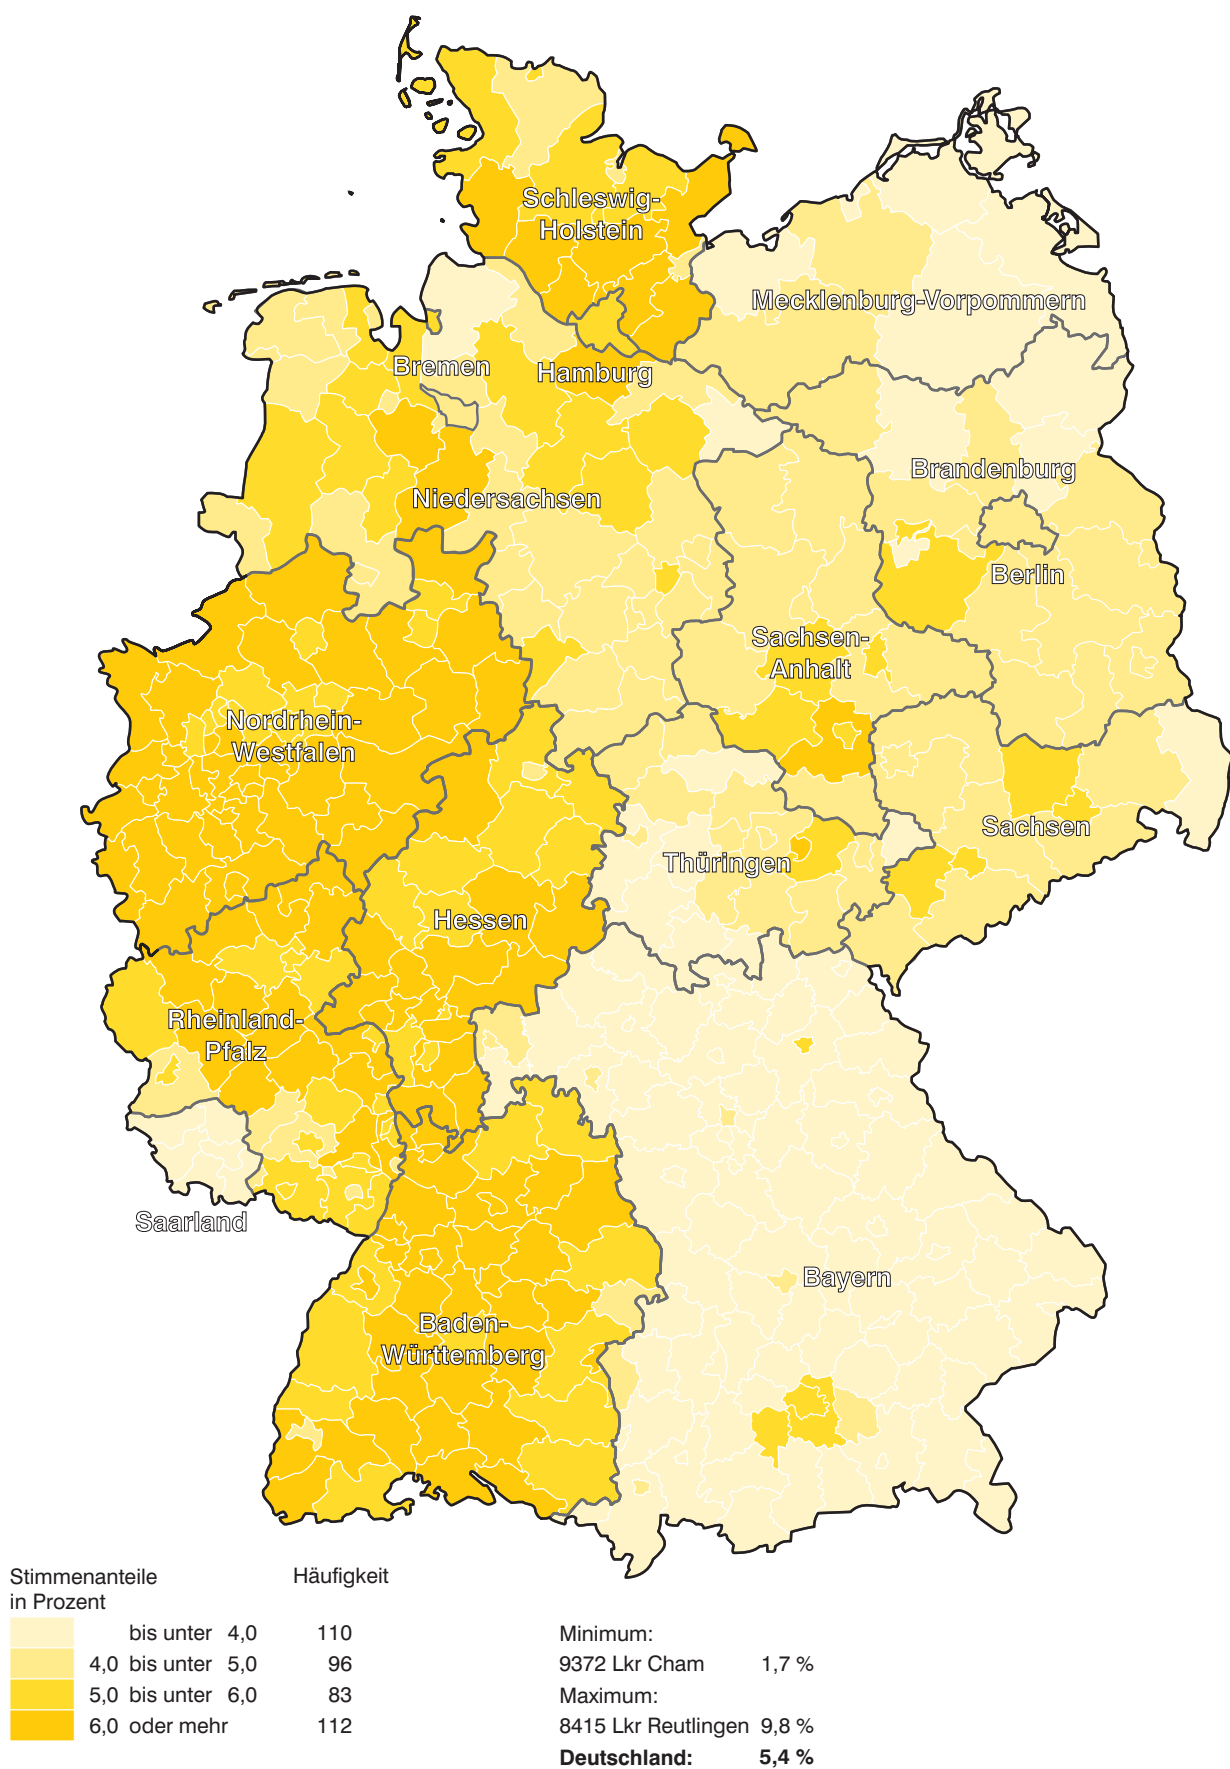 Schleswig-
Holstein
Mecklenburg-Vorpommern
Bremen
Hamburg
Brandenburg
Niedersachsen
Berlin
Sachsen-
Anhalt
Nordrhein-
Westfalen
Sachsen
Thüringen
Hessen
Rheinland-
Pfalz
Saarland
Bayern
Baden-
Württemberg
Stimmenanteile
in Prozent
Häufigkeit
bis unter 4,0 110
4,0 bis unter 5,0 96
5,0 bis unter 6,0 83
6,0 oder mehr 112
Minimum:
9372 Lkr Cham 1,7 %
Maximum:
8415 Lkr Reutlingen 9,8 %
Deutschland: 5,4 %